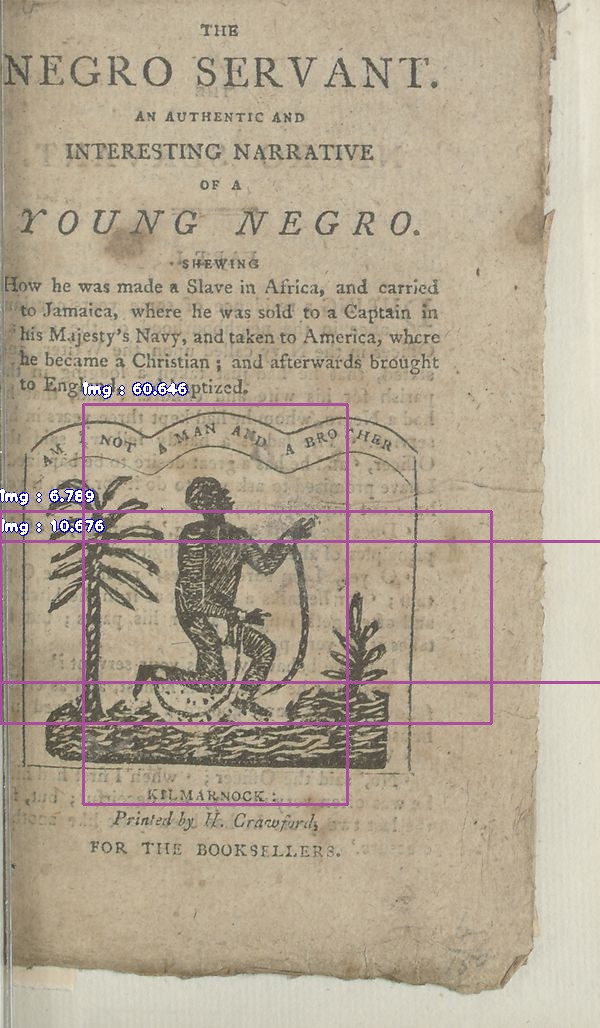 THE
NEGRO SERVANT.
AN AUTHENTIC AND
INTERESTING NARRATIVE
OF A
YOUNG NEGRO.
SHEWING
How he was made a Slave in Africa, and carried
to Jamaica, where he was sold to a Captain in
his Majesty's Navy, and taken to America, where
he became a Christian ; and afterwards brought
to England, baptized.
Img : 60.646
AM I NOT A MAN AND A BROTHER
Img : 6.789
Img : 10.676
KILMARNOCK:
Printed by H. Crawford,
FOR THE BOOKSELLERS.